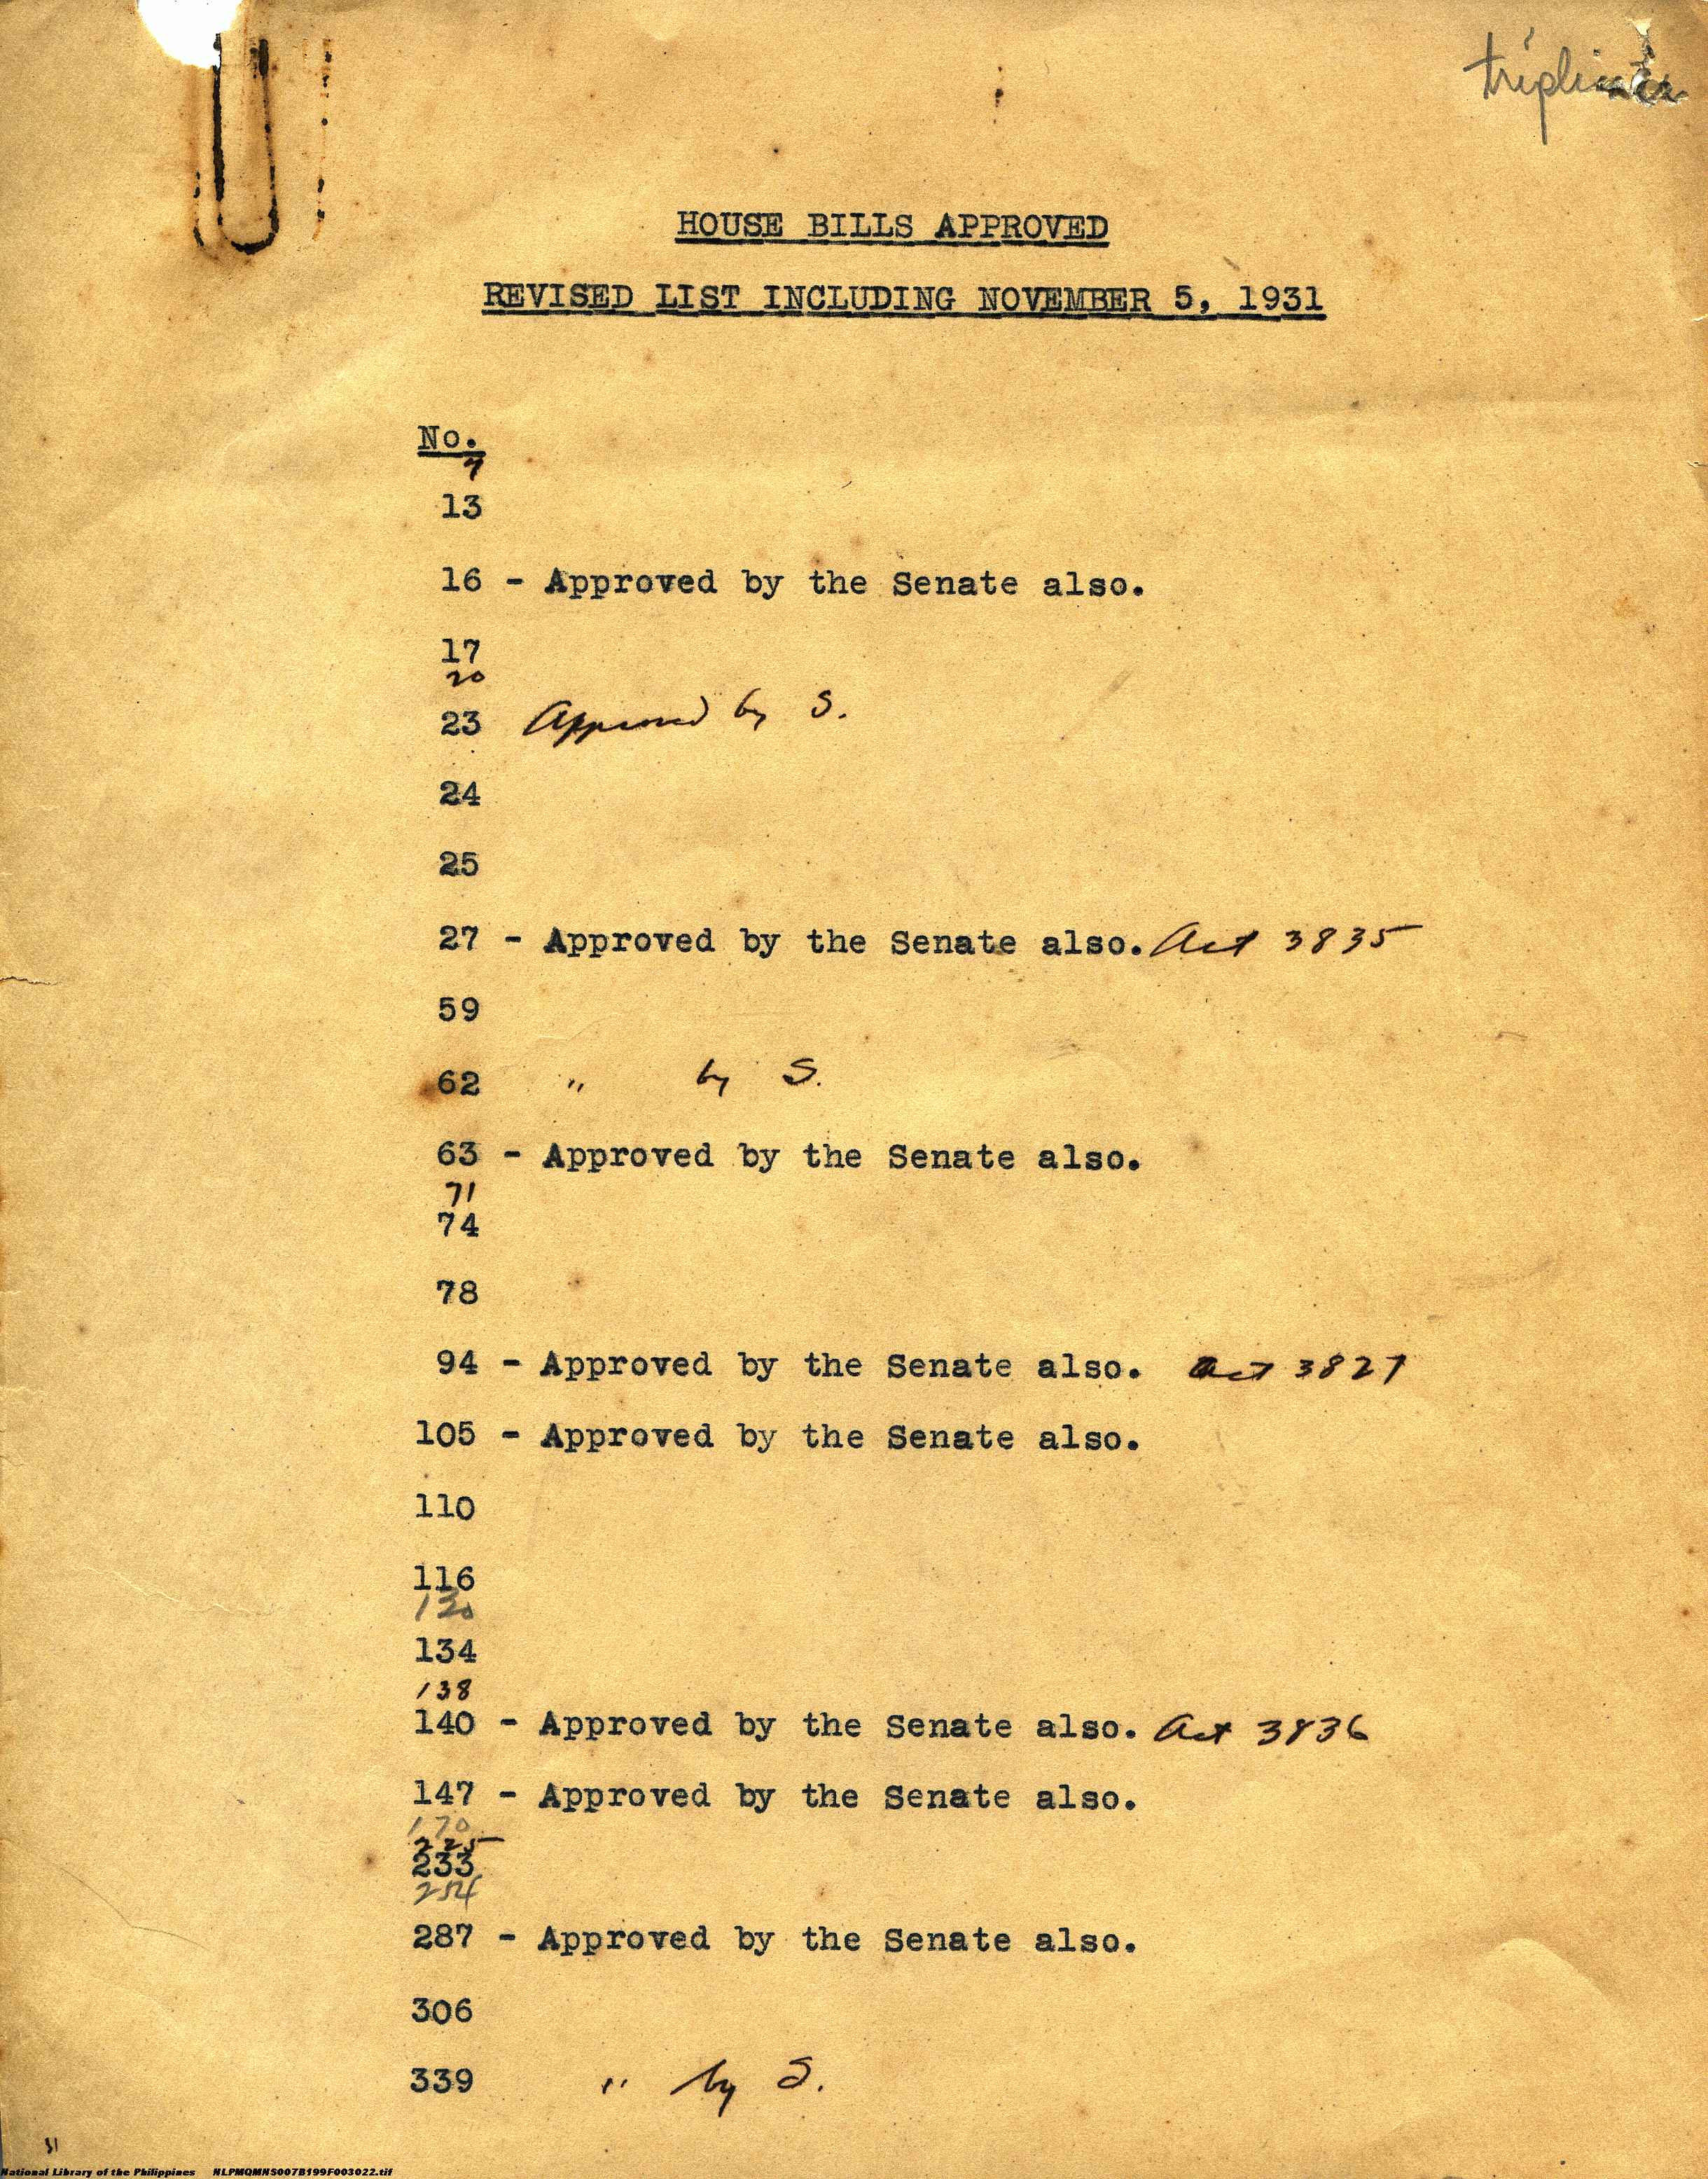 triplicate
HOUSE BILLS APPROVED
REVISED LIST INCLUDING NOVEMBER 5, 1931
No.
7
13
16 - Approved by the Senate also.
17
20
23 Approved by S.
24
25
27 - Approved by the Senate also. Act 3835
59
62 " by S.
63 - Approved by the Senate also.
71
74
78
94 - Approved by the Senate also. Act 3827
105 - Approved by the Senate also.
110
116
130
134
138
140 - Approved by the Senate also. Act 3836
147 - Approved by the Senate also.
170
225
233
254
287 - Approved by the Senate also.
306
339 " by S.
National Library of the Philippines NLPMQMNS007B199F003022.tif